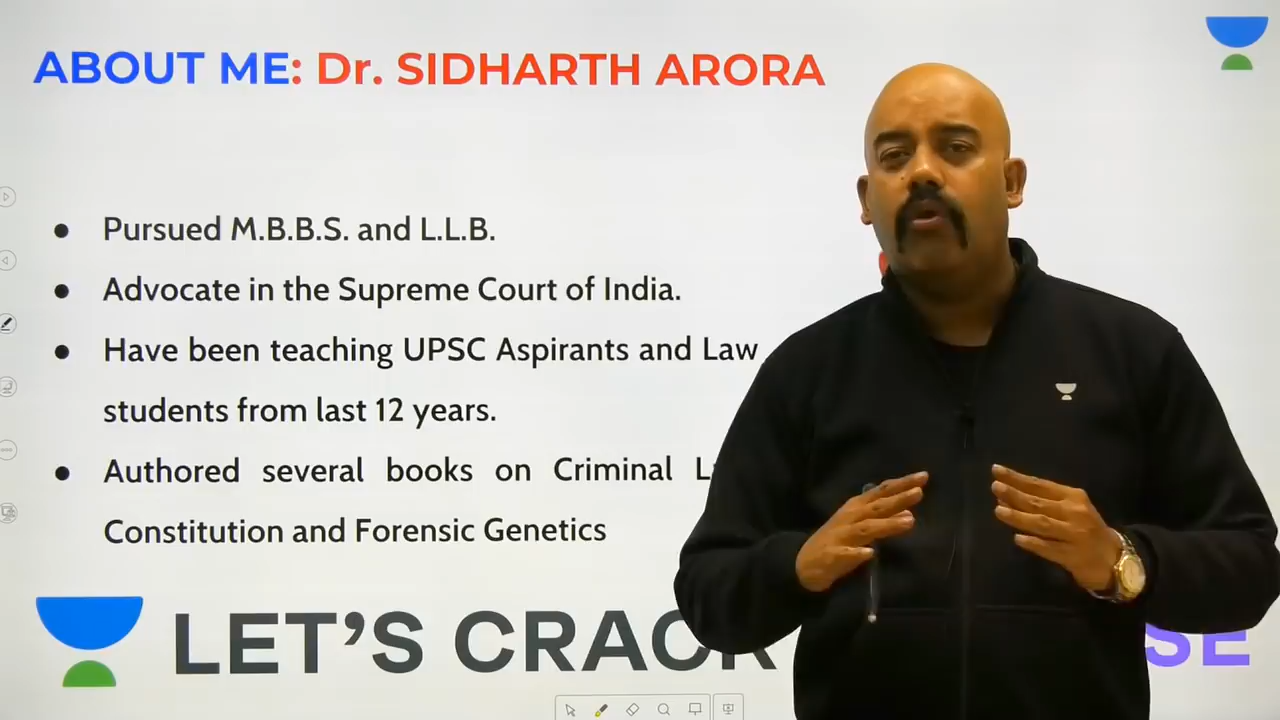 ABOUT ME: Dr. SIDHARTH ARORA
● Pursued M.B.B.S. and L.L.B.
● Advocate in the Supreme Court of India.
● Have been teaching UPSC Aspirants and Law
students from last 12 years.
● Authored several books on Criminal
Constitution and Forensic Genetics
LET'S CRACK